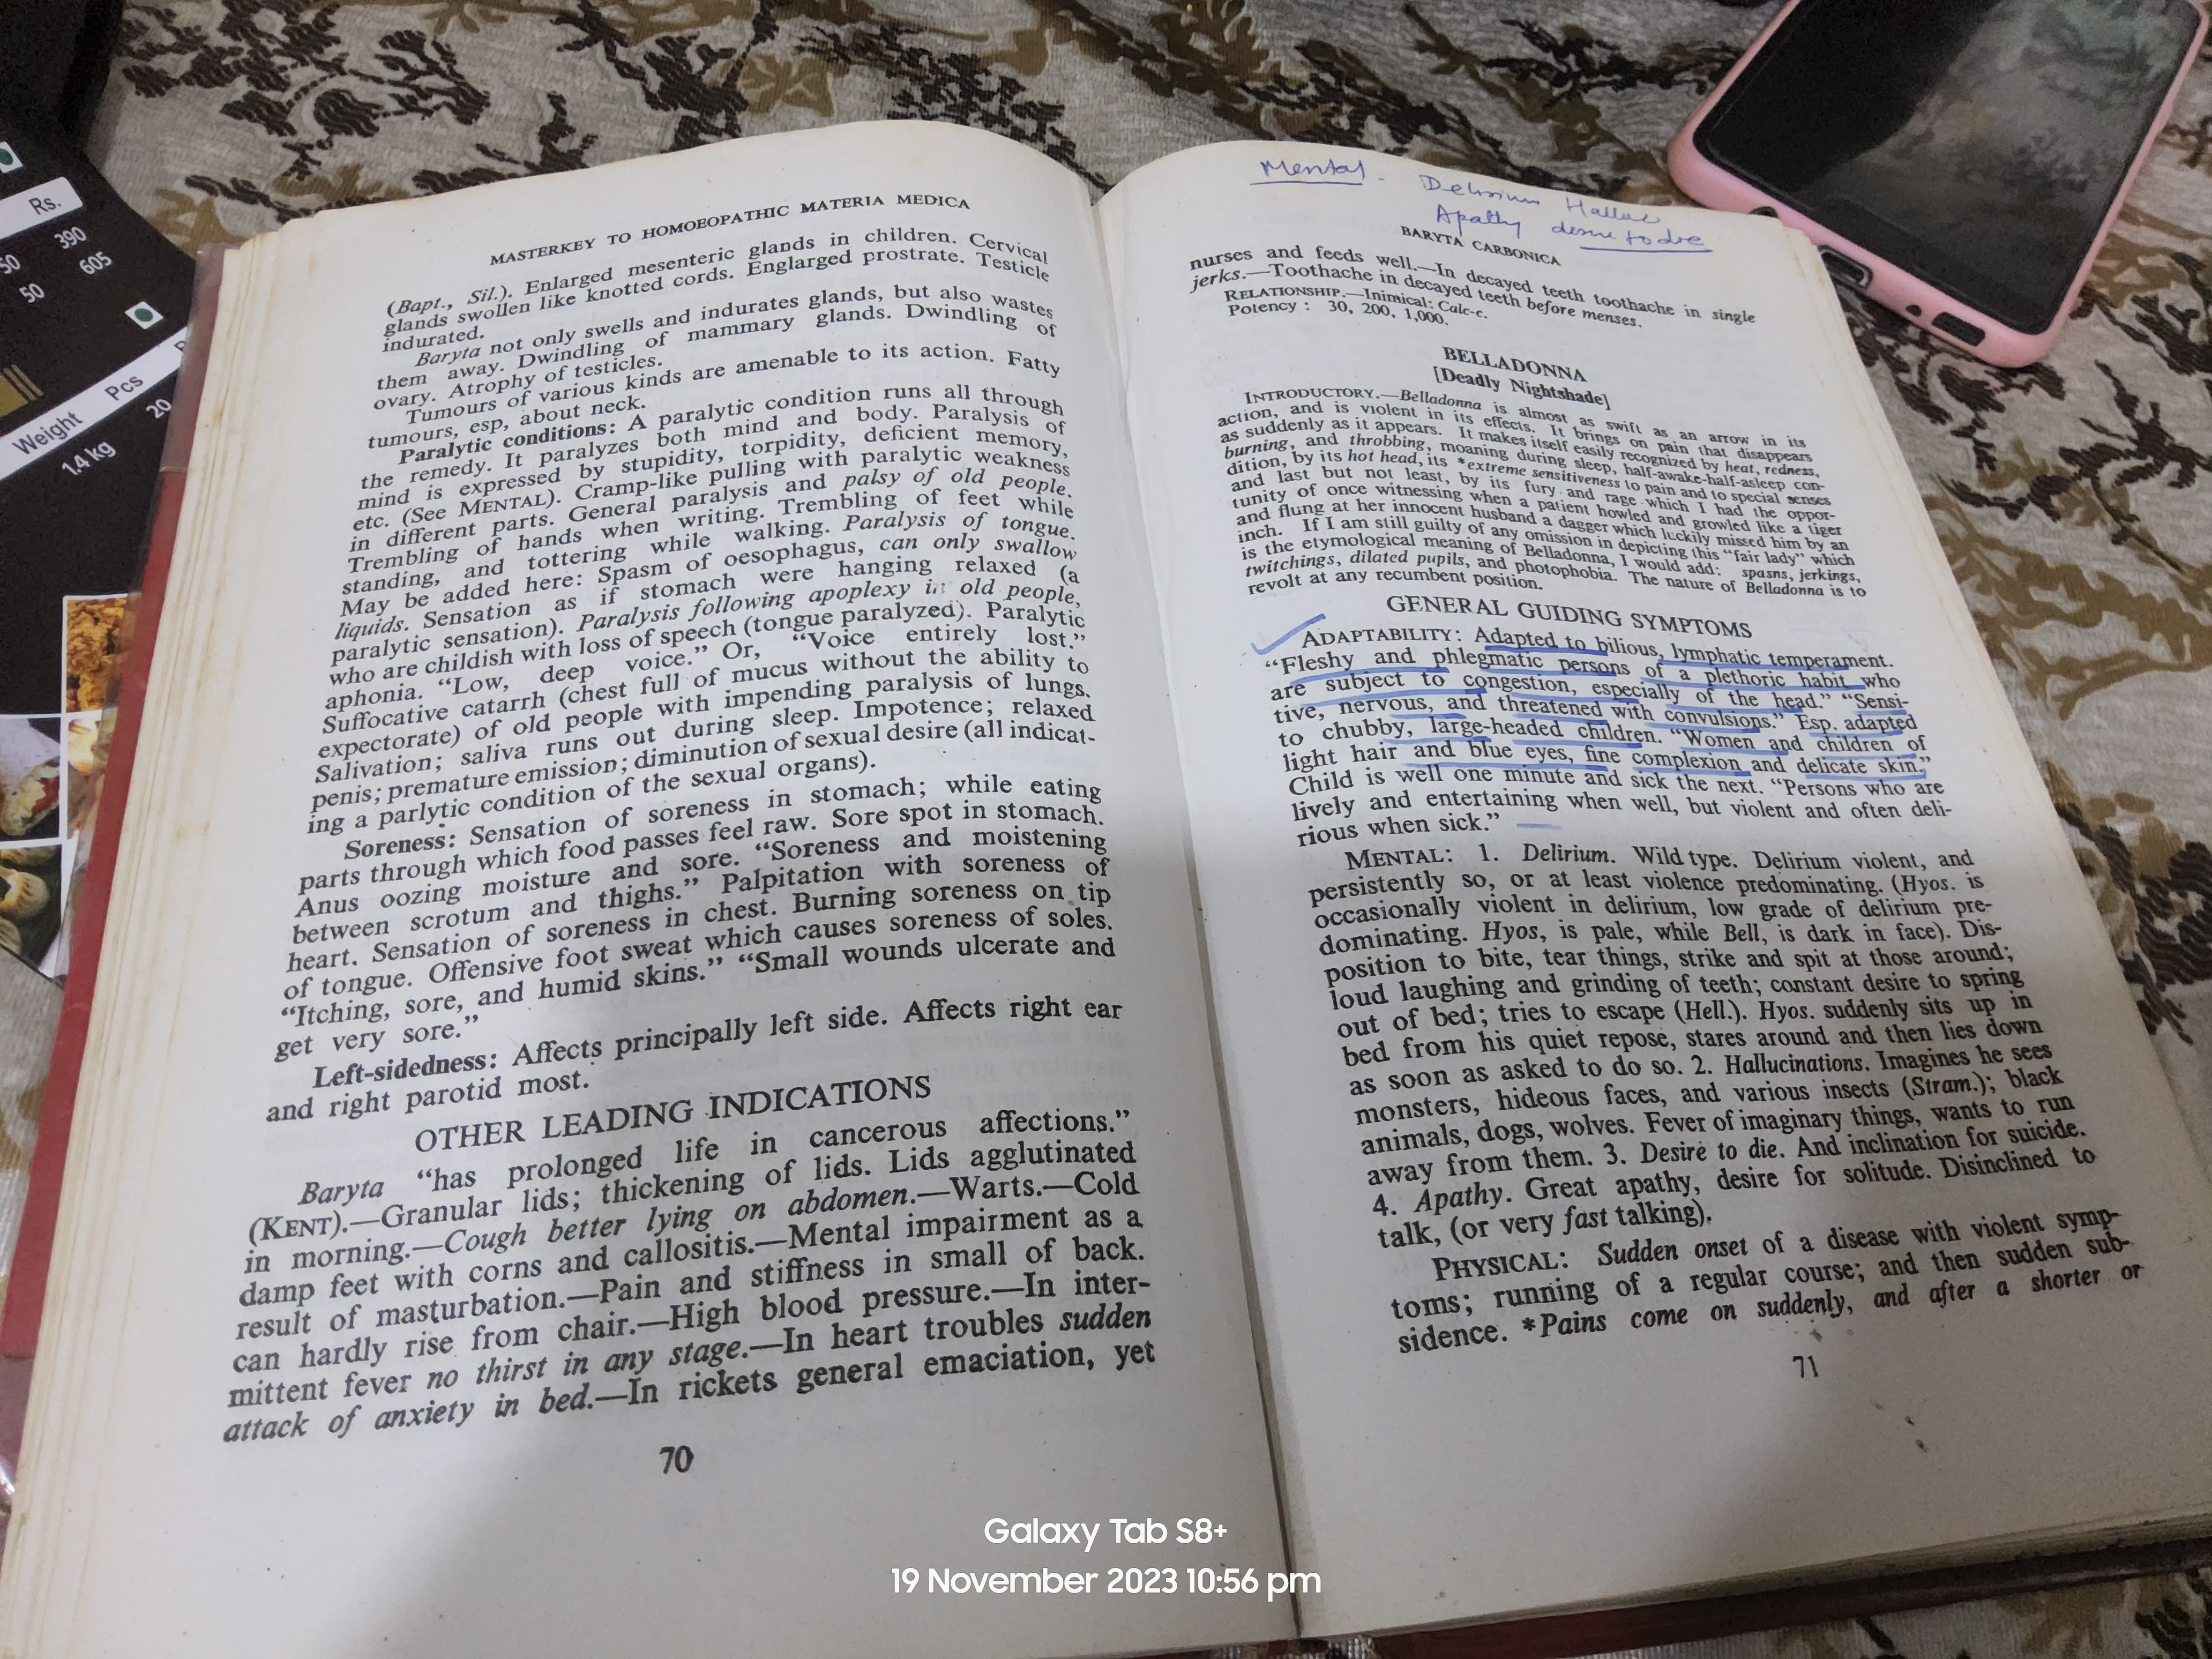 Rs.
390
50 605
50
Weight Pcs
1.4 kg 20
MASTERKEY TO HOMOEOPATHIC MATERIA MEDICA
(Bapt., Sil.). Enlarged mesenteric glands in children. Cervical
glands swollen like knotted cords. Englarged prostrate. Testicle
indurated.
Baryta not only swells and indurates glands, but also wastes
them away. Dwindling of mammary glands. Dwindling of
ovary. Atrophy of testicles.
Tumours of various kinds are amenable to its action. Fatty
tumours, esp, about neck.
Paralytic conditions: A paralytic condition runs all through
the remedy. It paralyzes both mind and body. Paralysis of
mind is expressed by stupidity, torpidity, deficient memory,
etc. (See MENTAL). Cramp-like pulling with paralytic weakness
in different parts. General paralysis and palsy of old people.
Trembling of hands when writing. Trembling of feet while
standing, and tottering while walking. Paralysis of tongue.
May be added here: Spasm of oesophagus, can only swallow
liquids. Sensation as if stomach were hanging relaxed (a
paralytic sensation). Paralysis following apoplexy in old people,
who are childish with loss of speech (tongue paralyzed). Paralytic
aphonia. “Low, deep voice.” Or, “Voice entirely lost.”
Suffocative catarrh (chest full of mucus without the ability to
expectorate) of old people with impending paralysis of lungs.
Salivation; saliva runs out during sleep. Impotence; relaxed
penis; premature emission; diminution of sexual desire (all indicat-
ing a parlytic condition of the sexual organs).
Soreness: Sensation of soreness in stomach; while eating
parts through which food passes feel raw. Sore spot in stomach.
Anus oozing moisture and sore. “Soreness and moistening
between scrotum and thighs.” Palpitation with soreness of
heart. Sensation of soreness in chest. Burning soreness on tip
of tongue. Offensive foot sweat which causes soreness of soles.
“Itching, sore, and humid skins.” “Small wounds ulcerate and
get very sore.”
Left-sidedness: Affects principally left side. Affects right ear
and right parotid most.
OTHER LEADING INDICATIONS
Baryta “has prolonged life in cancerous affections.”
(KENT).—Granular lids; thickening of lids. Lids agglutinated
in morning.—Cough better lying on abdomen.—Warts.—Cold
damp feet with corns and callositis.—Mental impairment as a
result of masturbation.—Pain and stiffness in small of back.
can hardly rise from chair.—High blood pressure.—In inter-
mittent fever no thirst in any stage.—In heart troubles sudden
attack of anxiety in bed.—In rickets general emaciation, yet
70
Mental. Delirium Halluc
Apathy desire to die
BARYTA CARBONICA
nurses and feeds well.—In decayed teeth toothache in single
jerks.—Toothache in decayed teeth before menses.
RELATIONSHIP.—Inimical: Calc-c.
Potency : 30, 200, 1,000.
BELLADONNA
[Deadly Nightshade]
INTRODUCTORY.—Belladonna is almost as swift as an arrow in its
action, and is violent in its effects. It brings on pain that disappears
as suddenly as it appears. It makes itself easily recognized by heat, redness,
burning, and throbbing, moaning during sleep, half-awake-half-asleep con-
dition, by its hot head, its *extreme sensitiveness to pain and to special senses
and last but not least, by its fury and rage which I had the oppor-
tunity of once witnessing when a patient howled and growled like a tiger
and flung at her innocent husband a dagger which luckily missed him by an
inch. If I am still guilty of any omission in depicting this “fair lady” which
is the etymological meaning of Belladonna, I would add: spasns, jerkings,
twitchings, dilated pupils, and photophobia. The nature of Belladonna is to
revolt at any recumbent position.
GENERAL GUIDING SYMPTOMS
ADAPTABILITY: Adapted to bilious, lymphatic temperament.
“Fleshy and phlegmatic persons of a plethoric habit who
are subject to congestion, especially of the head.” “Sensi-
tive, nervous, and threatened with convulsions.” Esp. adapted
to chubby, large-headed children. “Women and children of
light hair and blue eyes, fine complexion and delicate skin.”
Child is well one minute and sick the next. “Persons who are
lively and entertaining when well, but violent and often deli-
rious when sick.”
MENTAL: 1. Delirium. Wild type. Delirium violent, and
persistently so, or at least violence predominating. (Hyos. is
occasionally violent in delirium, low grade of delirium pre-
dominating. Hyos, is pale, while Bell, is dark in face). Dis-
position to bite, tear things, strike and spit at those around;
loud laughing and grinding of teeth; constant desire to spring
out of bed; tries to escape (Hell.). Hyos. suddenly sits up in
bed from his quiet repose, stares around and then lies down
as soon as asked to do so. 2. Hallucinations. Imagines he sees
monsters, hideous faces, and various insects (Stram.); black
animals, dogs, wolves. Fever of imaginary things, wants to run
away from them. 3. Desire to die. And inclination for suicide.
4. Apathy. Great apathy, desire for solitude. Disinclined to
talk, (or very fast talking).
PHYSICAL: Sudden onset of a disease with violent symp-
toms; running of a regular course; and then sudden sub-
sidence. *Pains come on suddenly, and after a shorter or
71
Galaxy Tab S8+
19 November 2023 10:56 pm